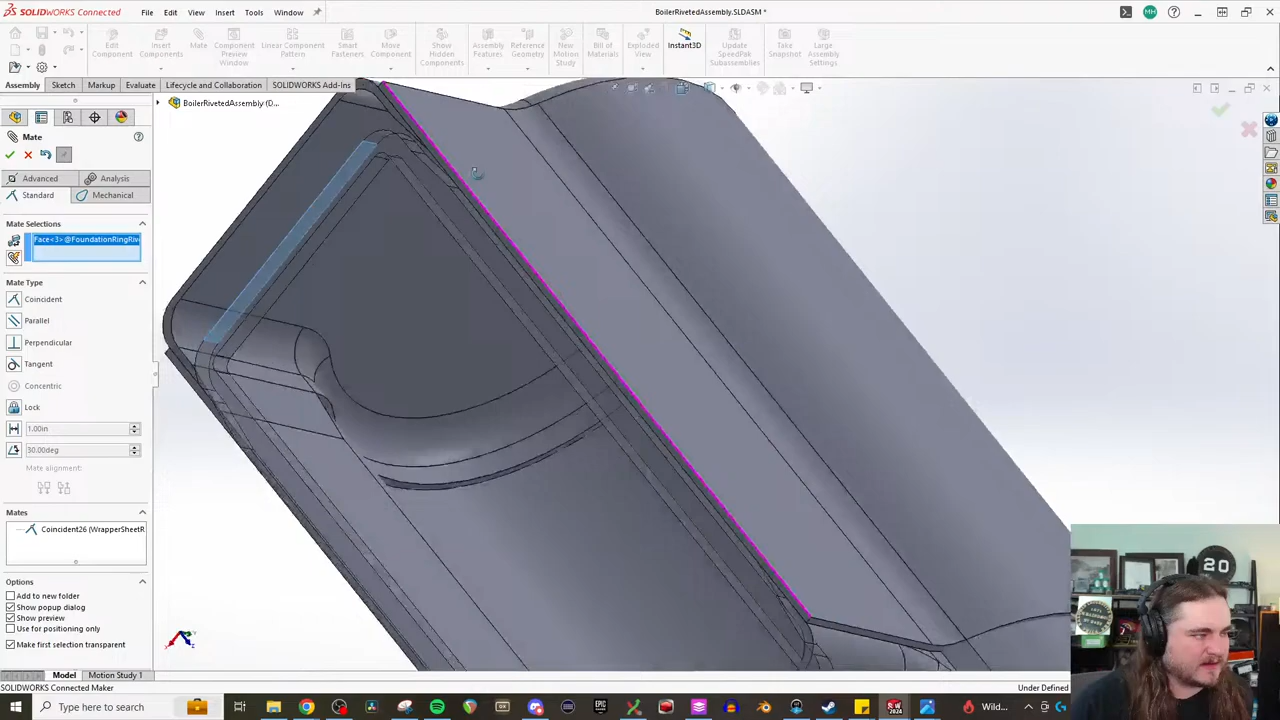 SOLIDWORKS Connected File Edit View Insert Tools Window BoilerRivetedAssembly.SLDASM * MH
Edit Component
Insert Components
Mate
Component Preview Window
Linear Component Pattern
Smart Fasteners
Move Component
Show Hidden Components
Assembly Features
Reference Geometry
New Motion Study
Bill of Materials
Exploded View
Instant3D
Update SpeedPak Subassemblies
Take Snapshot
Large Assembly Settings
Assembly Sketch Markup Evaluate Lifecycle and Collaboration SOLIDWORKS Add-Ins
BoilerRivetedAssembly (D...
Mate
Advanced Analysis
Standard Mechanical
Mate Selections
Face<3>@FoundationRingRiv
Mate Type
Coincident
Parallel
Perpendicular
Tangent
Concentric
Lock
1.00in
30.00deg
Mate alignment:
Mates
Coincident26 (WrapperSheetR
Options
Add to new folder
Show popup dialog
Show preview
Use for positioning only
Make first selection transparent
20
Model Motion Study 1
SOLIDWORKS Connected Maker Under Defined
Type here to search
Wild...